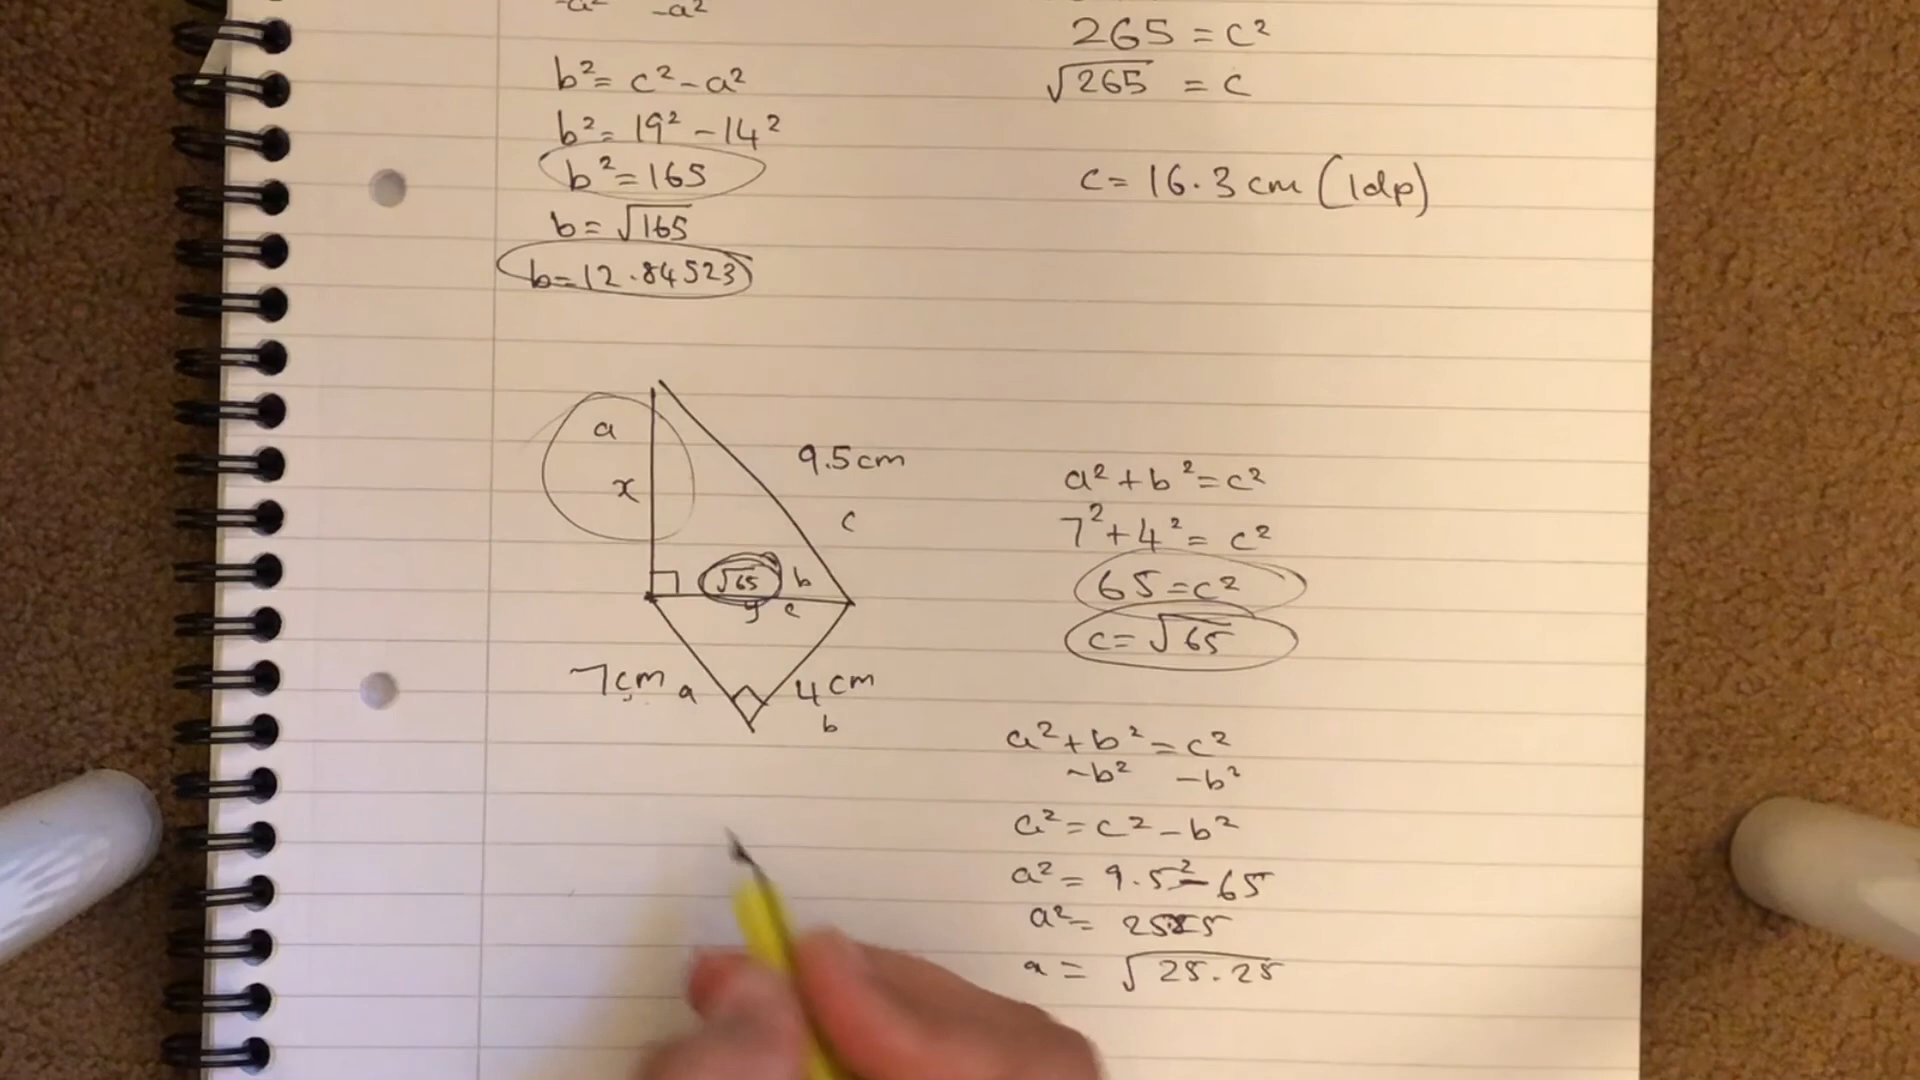 -a² -a²
b² = c² - a²
b² = 19² - 14²
b² = 165
b = √165
b = 12.84523
265 = c²
√265 = c
c = 16.3 cm (1dp)
a
x
9.5cm
c
√65 b
y c
7cm a
4cm
b
a² + b² = c²
7² + 4² = c²
65 = c²
c = √65
a² + b² = c²
-b² -b²
a² = c² - b²
a² = 9.5² - 65
a² =
a = √25.25